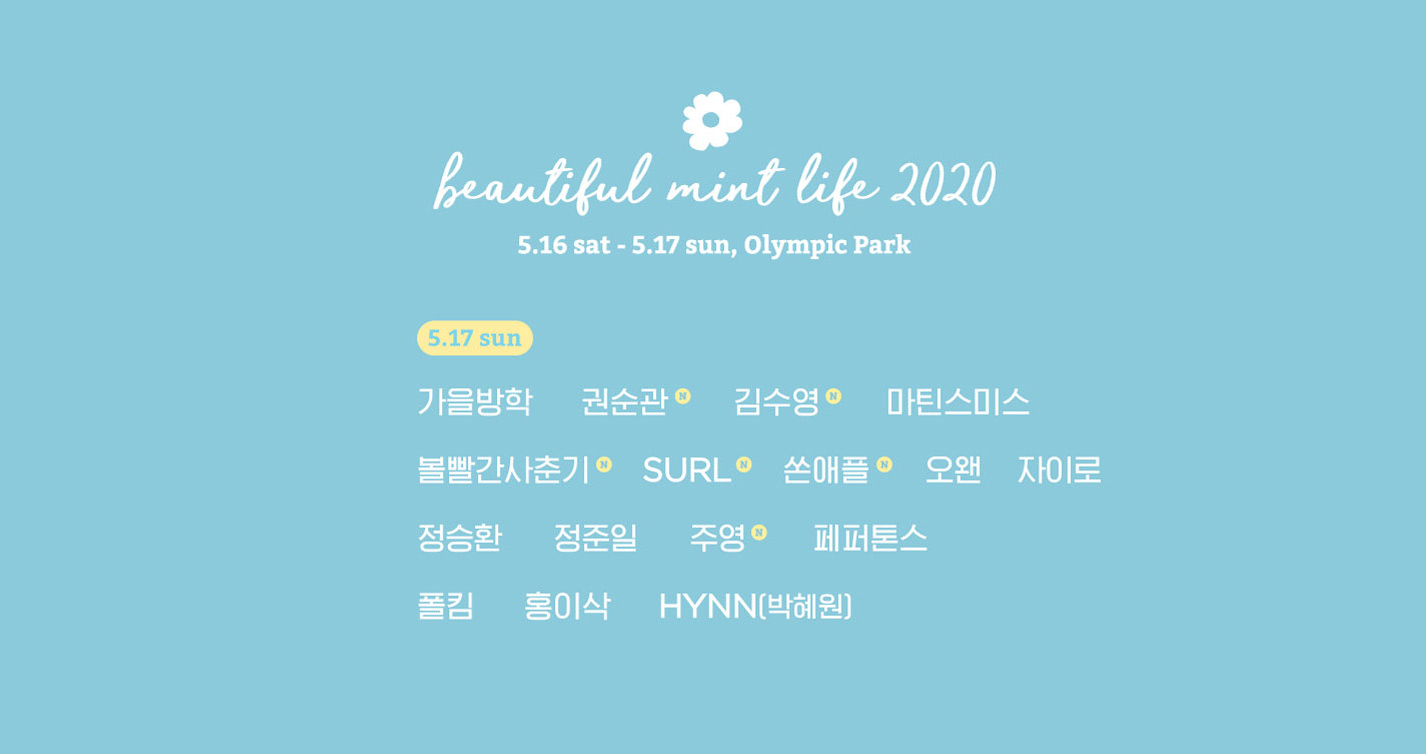 beautiful mint life 2020
5.16 sat - 5.17 sun, Olympic Park
5.17 sun
가을방학 권순관 N 김수영 N 마틴스미스
볼빨간사춘기 N SURL N 쏜애플 N 오왠 자이로
정승환 정준일 주영 N 페퍼톤스
폴킴 홍이삭 HYNN(박혜원)